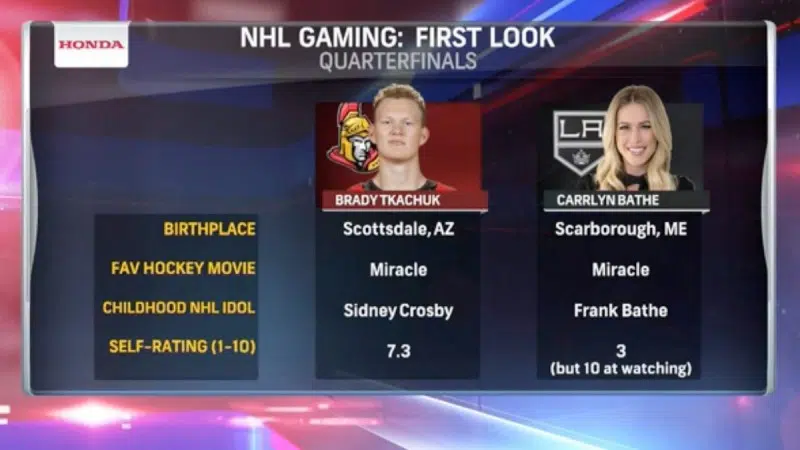 HONDA
NHL GAMING: FIRST LOOK
QUARTERFINALS
LA
BRADY TKACHUK CARRLYN BATHE
BIRTHPLACE Scottsdale, AZ Scarborough, ME
FAV HOCKEY MOVIE Miracle Miracle
CHILDHOOD NHL IDOL Sidney Crosby Frank Bathe
SELF-RATING (1-10) 7.3 3
(but 10 at watching)